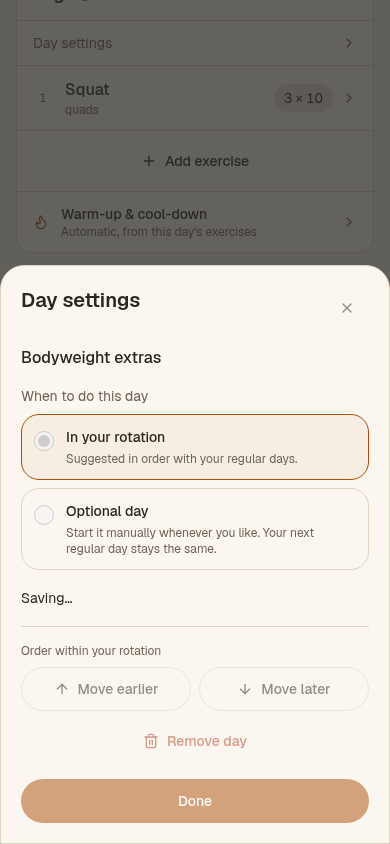 Day settings
1
Squat
quads
3 × 10
Add exercise
Warm-up & cool-down
Automatic, from this day's exercises
Day settings
Bodyweight extras
When to do this day
In your rotation
Suggested in order with your regular days.
Optional day
Start it manually whenever you like. Your next
regular day stays the same.
Saving…
Order within your rotation
Move earlier
Move later
Remove day
Done